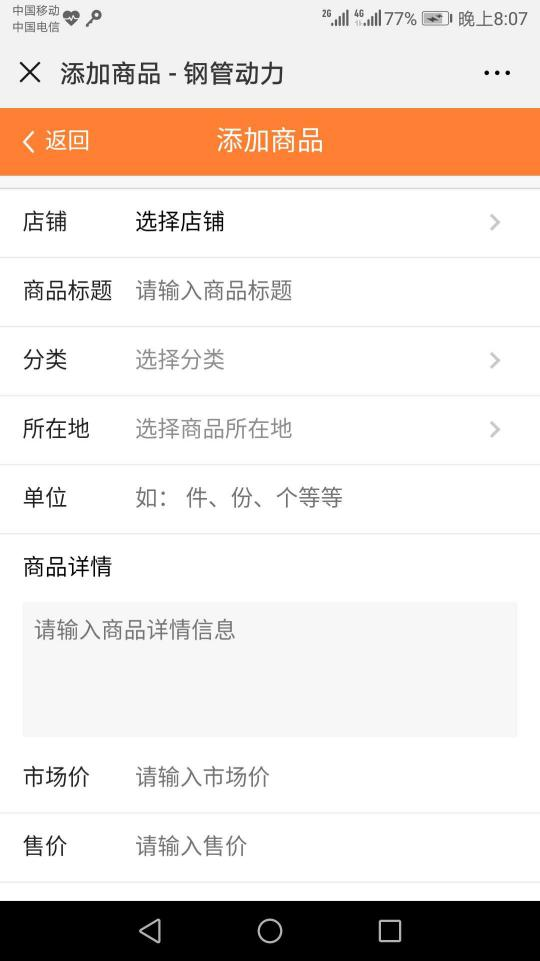 中国移动
中国电信
2G 4G 77% 晚上8:07
添加商品 - 钢管动力
返回 添加商品
店铺 选择店铺
商品标题 请输入商品标题
分类 选择分类
所在地 选择商品所在地
单位 如： 件、份、个等等
商品详情
请输入商品详情信息
市场价 请输入市场价
售价 请输入售价